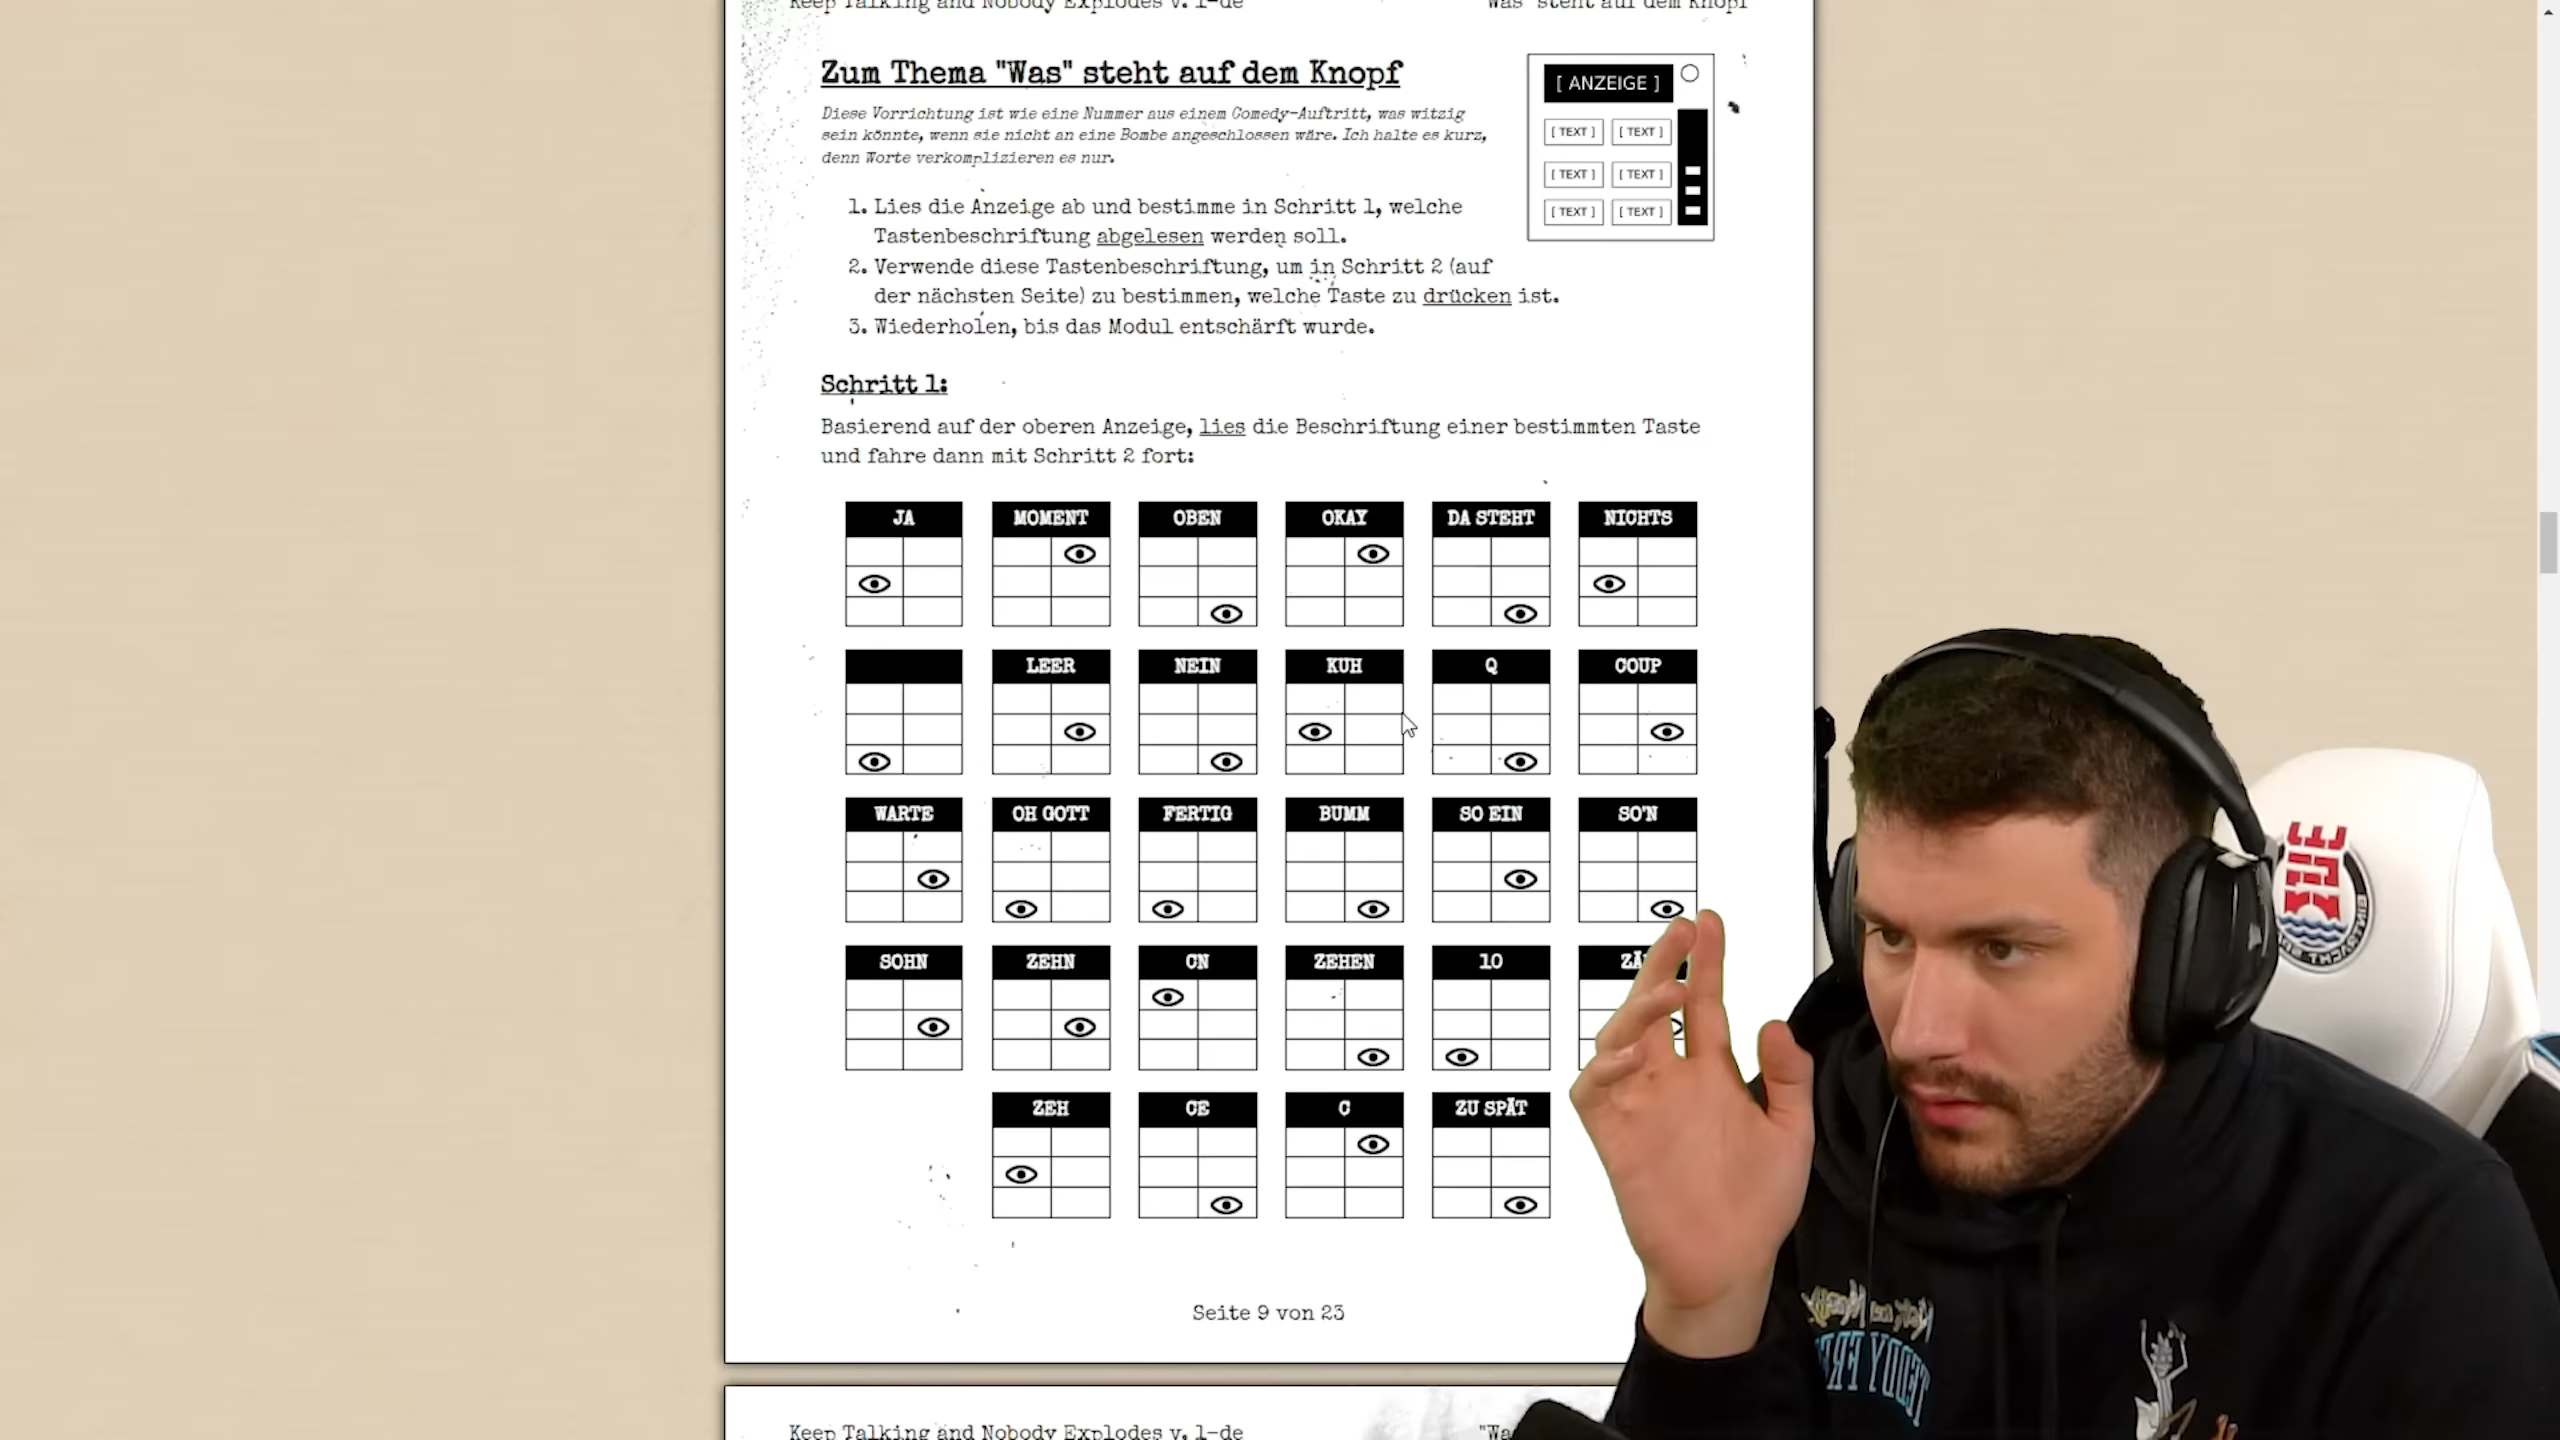 Keep Talking and Nobody Explodes v. 1-de
"Was" steht auf dem Knopf
Zum Thema "Was" steht auf dem Knopf
[ ANZEIGE ]
[ TEXT ] [ TEXT ]
[ TEXT ] [ TEXT ]
[ TEXT ] [ TEXT ]
Diese Vorrichtung ist wie eine Nummer aus einem Comedy-Auftritt, was witzig
sein könnte, wenn sie nicht an eine Bombe angeschlossen wäre. Ich halte es kurz,
denn Worte verkomplizieren es nur.
1. Lies die Anzeige ab und bestimme in Schritt 1, welche
Tastenbeschriftung abgelesen werden soll.
2. Verwende diese Tastenbeschriftung, um in Schritt 2 (auf
der nächsten Seite) zu bestimmen, welche Taste zu drücken ist.
3. Wiederholen, bis das Modul entschärft wurde.
Schritt 1:
Basierend auf der oberen Anzeige, lies die Beschriftung einer bestimmten Taste
und fahre dann mit Schritt 2 fort:
JA MOMENT OBEN OKAY DA STEHT NICHTS
LEER NEIN KUH Q COUP
WARTE OH GOTT FERTIG BUMM SO EIN SO'N
SOHN ZEHN CN ZEHEN 10
ZEH CE C ZU SPÄT
Seite 9 von 23
Keep Talking and Nobody Explodes v. 1-de